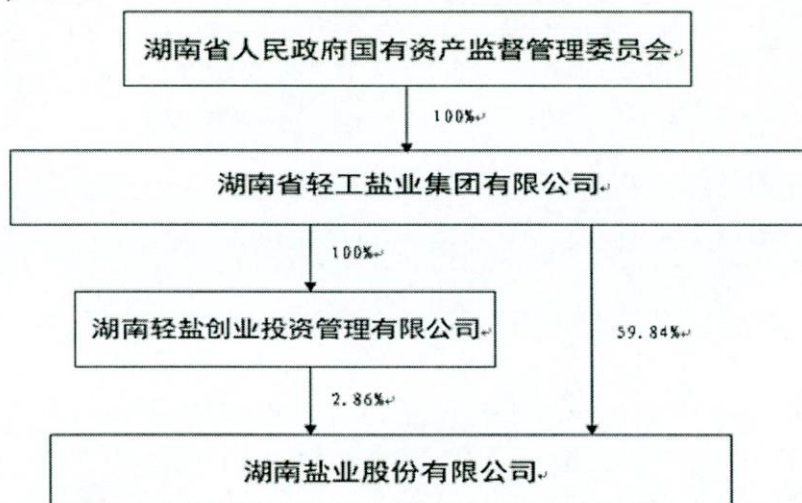 湖南省人民政府国有资产监督管理委员会
100%
湖南省轻工盐业集团有限公司
100%
湖南轻盐创业投资管理有限公司
59.84%
2.86%
湖南盐业股份有限公司